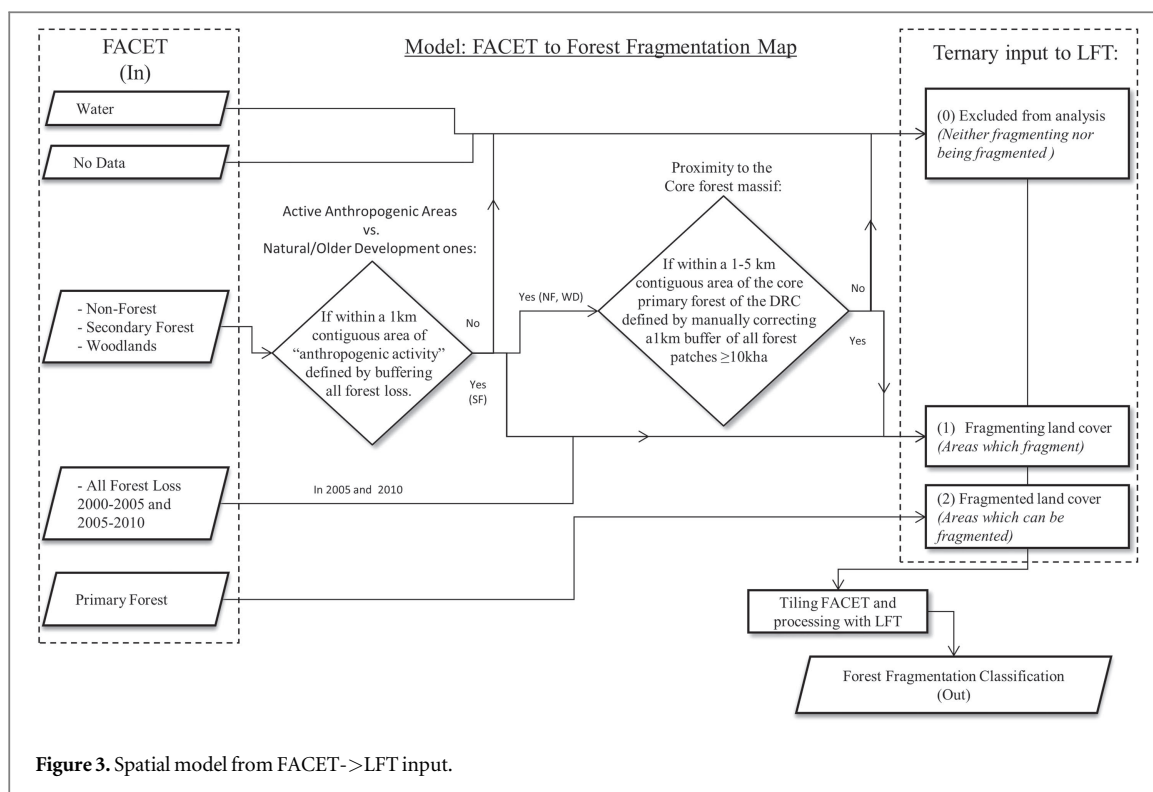 FACET
(In)
Model: FACET to Forest Fragmentation Map
Ternary input to LFT:
Water
No Data
(0) Excluded from analysis
(Neither fragmenting nor
being fragmented )
Proximity to the
Core forest massif:
Active Anthropogenic Areas
vs.
Natural/Older Development ones:
- Non-Forest
- Secondary Forest
- Woodlands
If within a 1km
contiguous area of
“anthropogenic activity”
defined by buffering
all forest loss.
No
Yes
(SF)
Yes (NF, WD)
If within a 1-5 km
contiguous area of the core
primary forest of the DRC
defined by manually correcting
a1km buffer of all forest
patches ≥10kha
No
Yes
(1) Fragmenting land cover
(Areas which fragment)
- All Forest Loss
2000-2005 and
2005-2010
In 2005 and 2010
(2) Fragmented land cover
(Areas which can be
fragmented)
Primary Forest
Tiling FACET and
processing with LFT
Forest Fragmentation Classification
(Out)
Figure 3. Spatial model from FACET->LFT input.